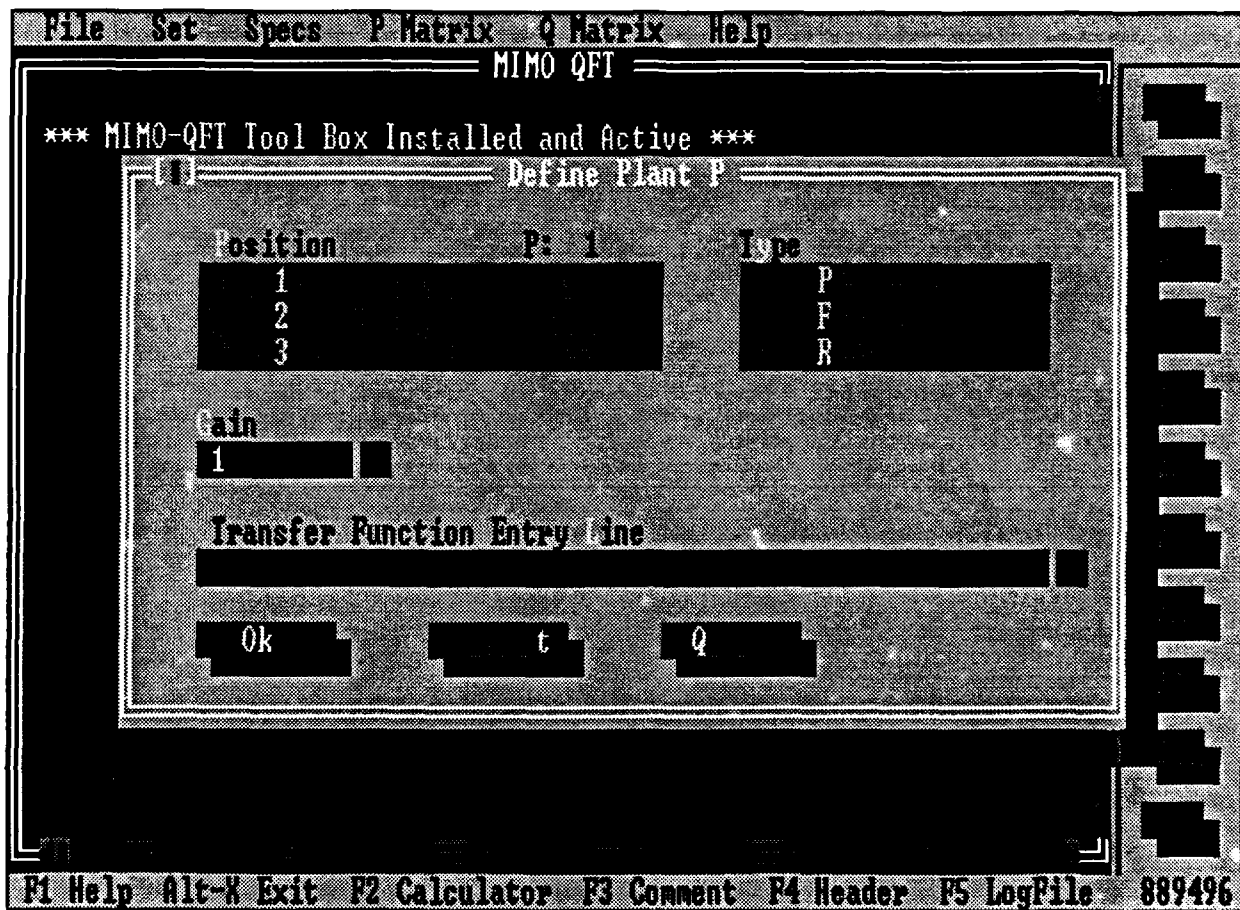 File Set Specs P Matrix Q Matrix Help
MIMO QFT
*** MIMO-QFT Tool Box Installed and Active ***
Define Plant P
Position P: 1 Type
1 P
2 F
3 R
Gain
1
Transfer Function Entry Line
Ok t Q
F1 Help Alt-X Exit F2 Calculator F3 Comment F4 Header F5 LogFile 889496